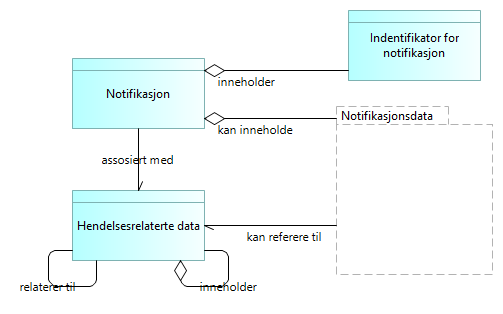 Indentifikator for
notifikasjon
inneholder
Notifikasjon
kan inneholde
Notifikasjonsdata
assosiert med
Hendelsesrelaterte data
kan referere til
relaterer til
inneholder